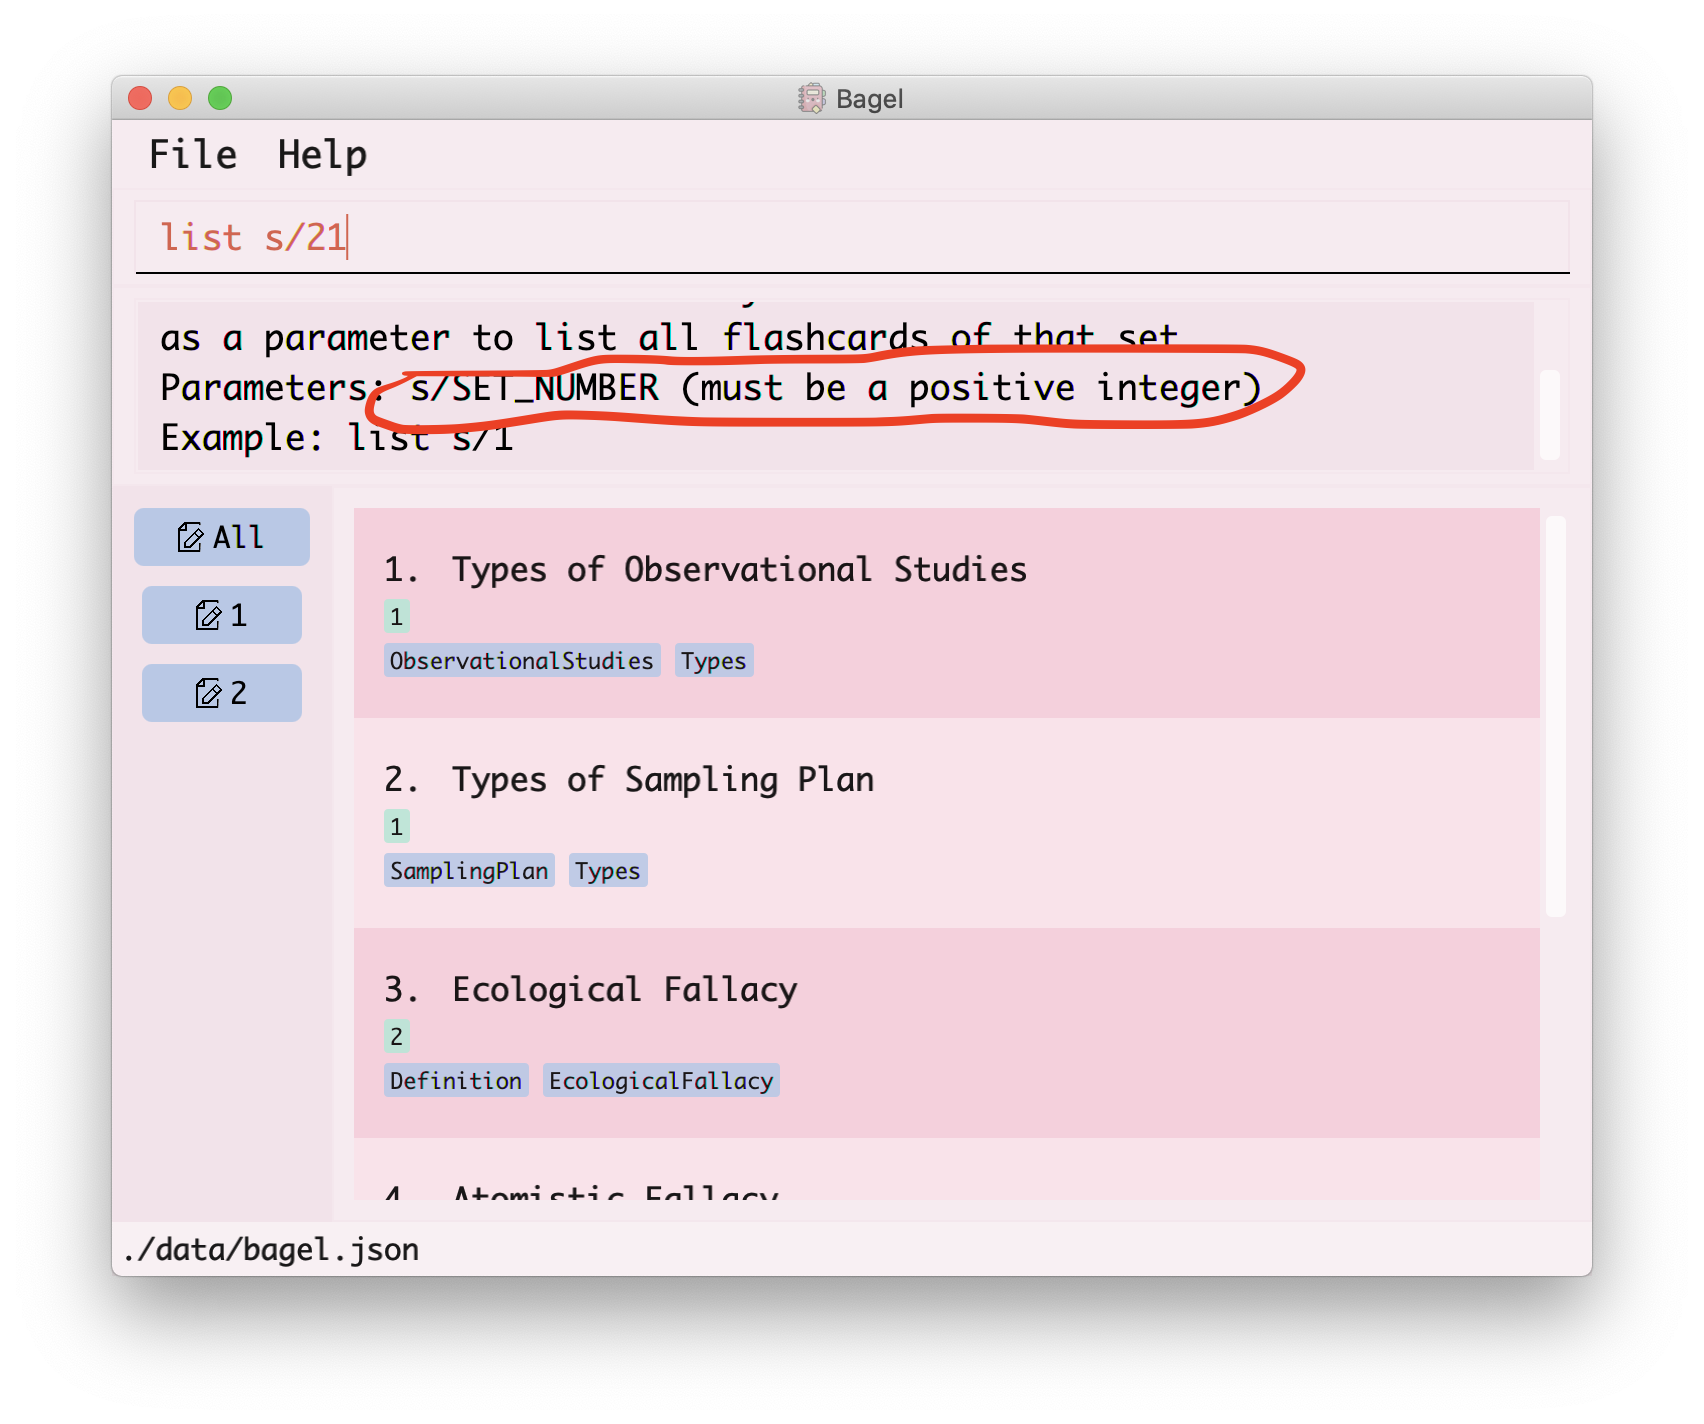 Bagel
File Help
list s/21
as a parameter to list all flashcards of that set
Parameters: s/SET_NUMBER (must be a positive integer)
Example: list s/1
All
1
2
1. Types of Observational Studies
1
ObservationalStudies Types
2. Types of Sampling Plan
1
SamplingPlan Types
3. Ecological Fallacy
2
Definition EcologicalFallacy
4. Atomistic Fallacy
./data/bagel.json